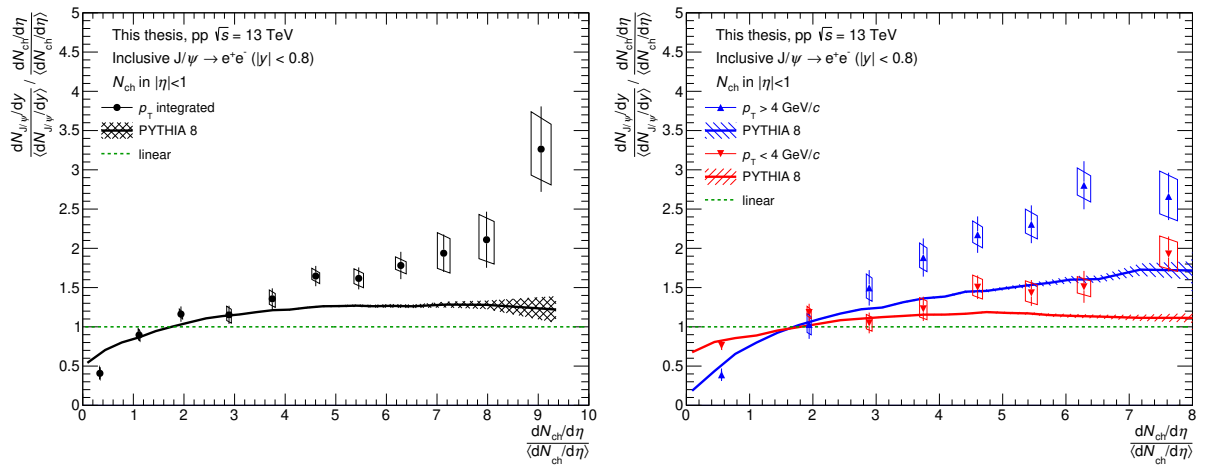 This thesis, pp √s = 13 TeV
Inclusive J/ψ → e⁺e⁻ (|y| < 0.8)
N_ch in |η|<1
p_T integrated
PYTHIA 8
linear
dN_J/ψ/dy / ⟨dN_J/ψ/dy⟩ / dN_ch/dη / ⟨dN_ch/dη⟩
5
4.5
4
3.5
3
2.5
2
1.5
1
0.5
0
0 1 2 3 4 5 6 7 8 9 10
dN_ch/dη
⟨dN_ch/dη⟩
This thesis, pp √s = 13 TeV
Inclusive J/ψ → e⁺e⁻ (|y| < 0.8)
N_ch in |η|<1
p_T > 4 GeV/c
PYTHIA 8
p_T < 4 GeV/c
PYTHIA 8
linear
dN_J/ψ/dy / ⟨dN_J/ψ/dy⟩ / dN_ch/dη / ⟨dN_ch/dη⟩
5
4.5
4
3.5
3
2.5
2
1.5
1
0.5
0
0 1 2 3 4 5 6 7 8
dN_ch/dη
⟨dN_ch/dη⟩